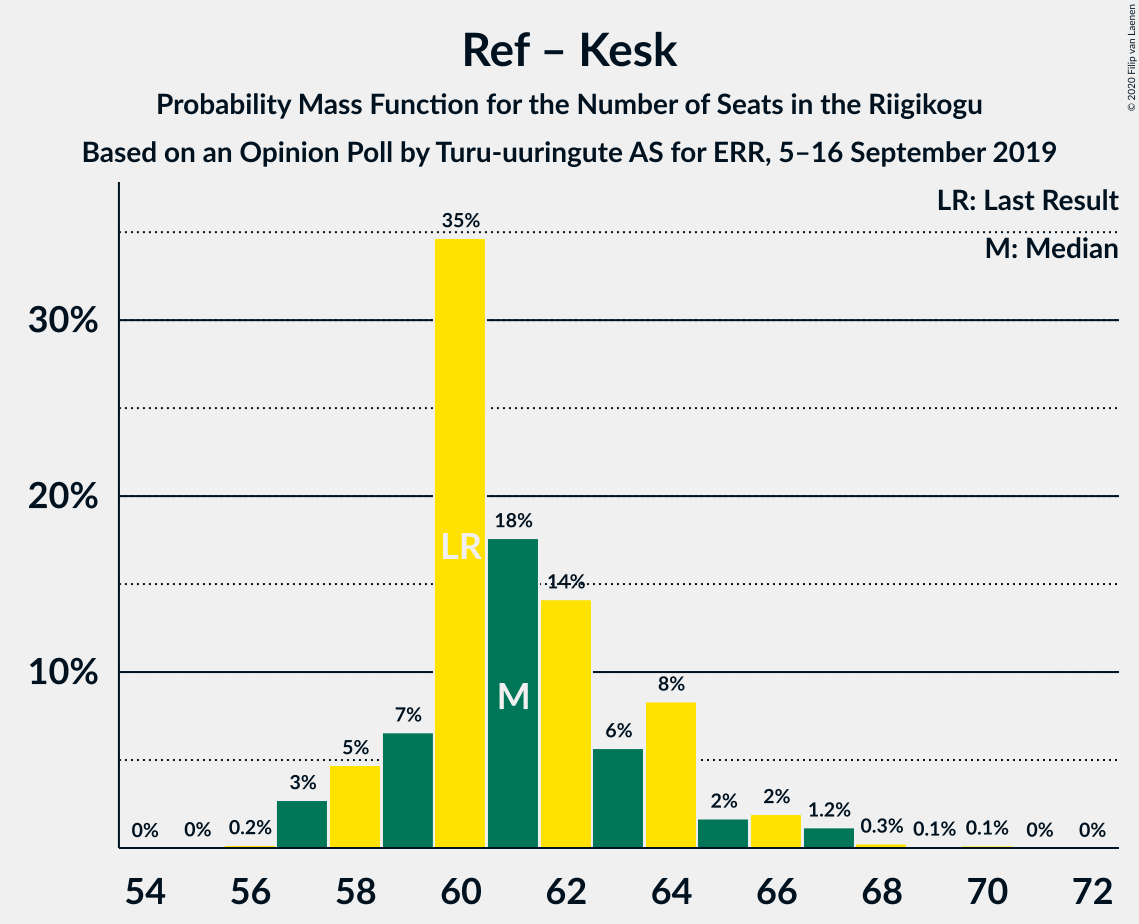 Ref – Kesk
Probability Mass Function for the Number of Seats in the Riigikogu
Based on an Opinion Poll by Turu-uuringute AS for ERR, 5–16 September 2019
© 2020 Filip van Laenen
LR: Last Result
M: Median
30%
20%
10%
0%
0%
0.2%
3%
5%
7%
35%
LR
18%
M
14%
6%
8%
2%
2%
1.2%
0.3%
0.1%
0.1%
0%
0%
54 56 58 60 62 64 66 68 70 72